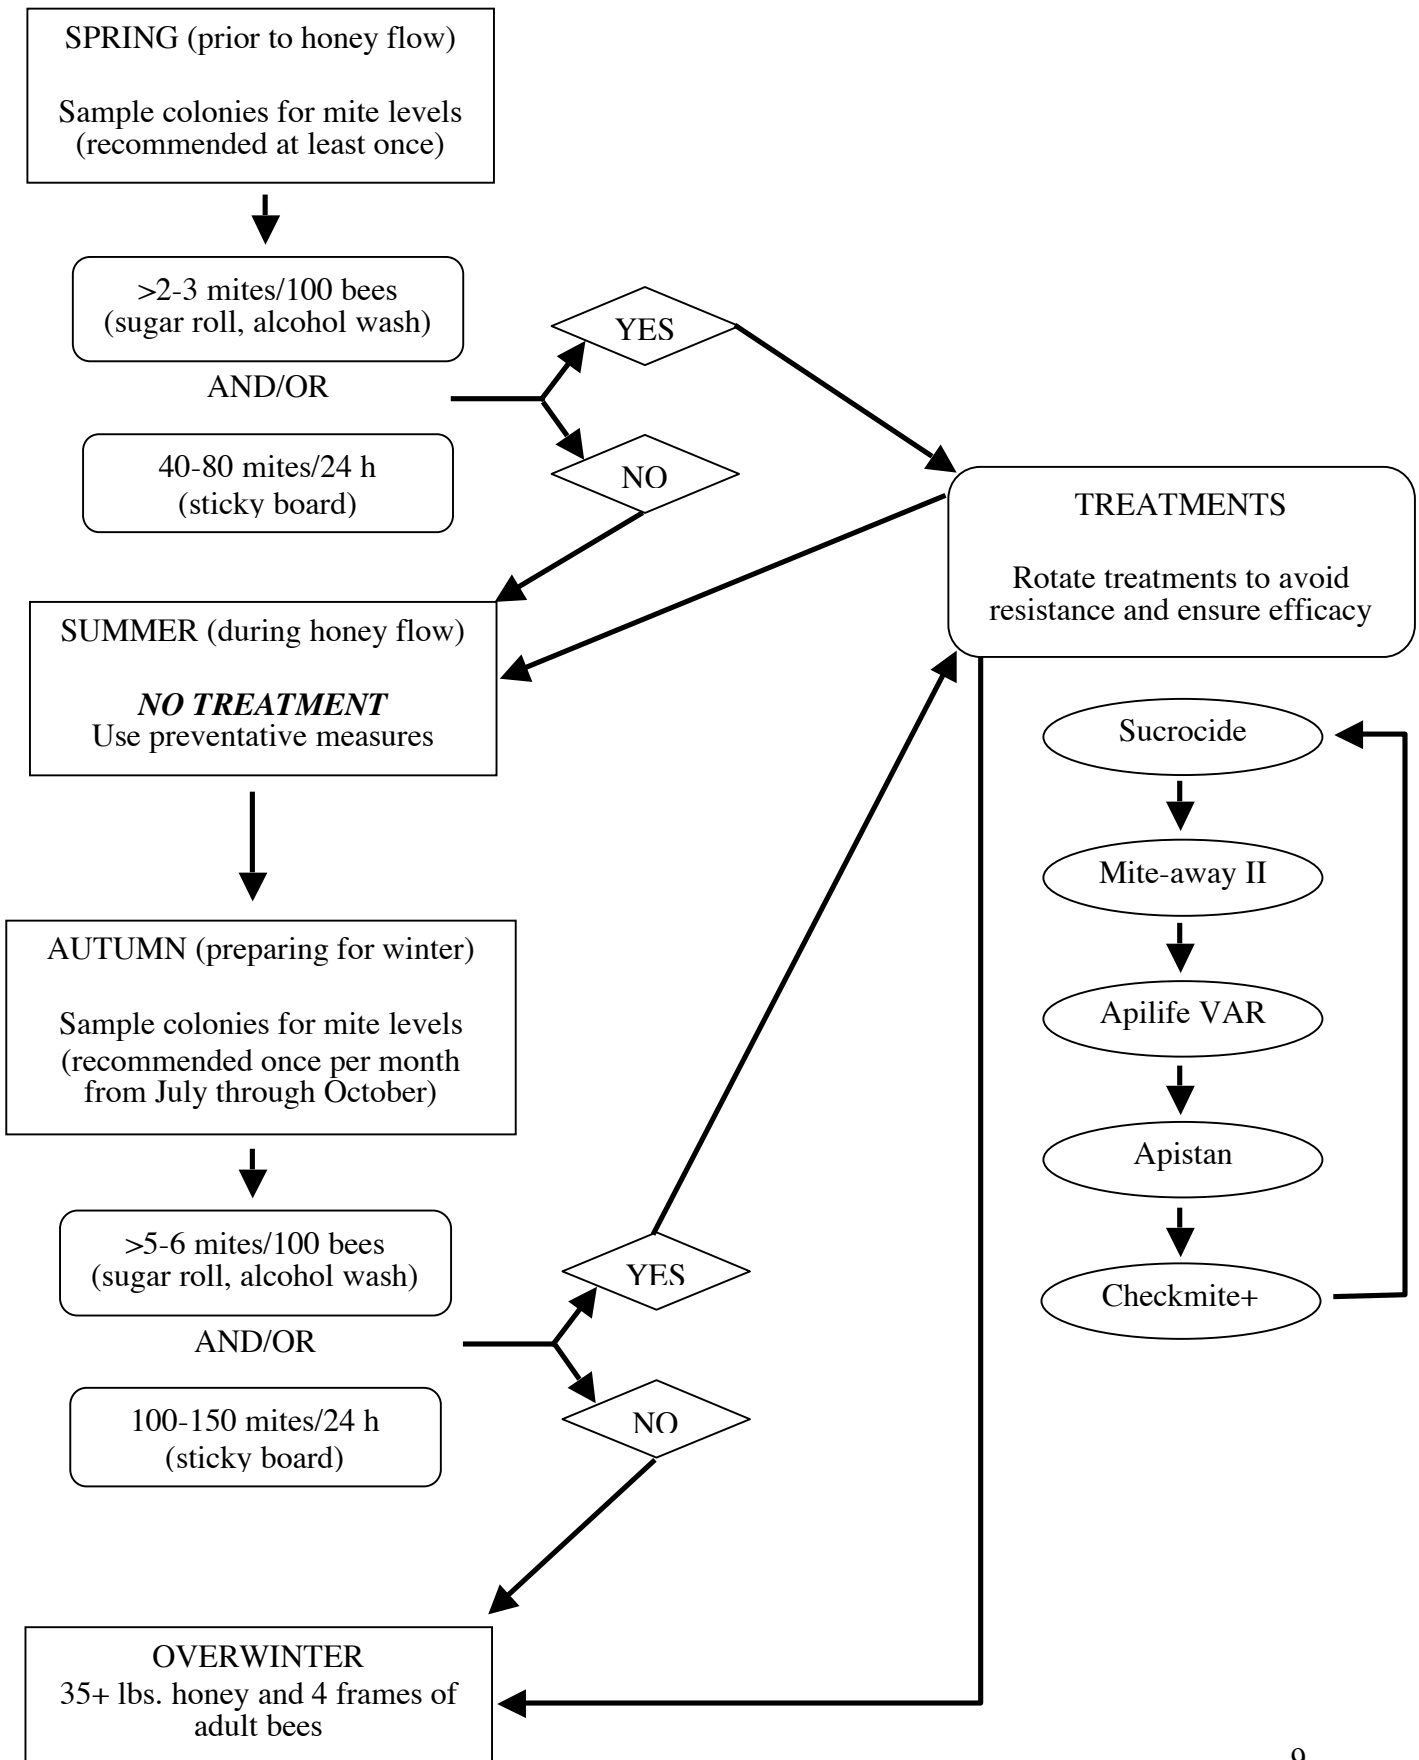 SPRING (prior to honey flow)
Sample colonies for mite levels
(recommended at least once)
>2-3 mites/100 bees
(sugar roll, alcohol wash)
AND/OR
40-80 mites/24 h
(sticky board)
YES
NO
TREATMENTS
Rotate treatments to avoid
resistance and ensure efficacy
SUMMER (during honey flow)
NO TREATMENT
Use preventative measures
Sucrocide
Mite-away II
Apilife VAR
Apistan
Checkmite+
AUTUMN (preparing for winter)
Sample colonies for mite levels
(recommended once per month
from July through October)
>5-6 mites/100 bees
(sugar roll, alcohol wash)
AND/OR
100-150 mites/24 h
(sticky board)
YES
NO
OVERWINTER
35+ lbs. honey and 4 frames of
adult bees
9